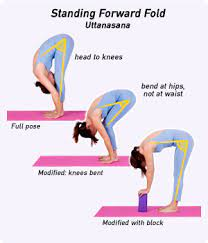 Standing Forward Fold
Uttanasana
head to knees
bend at hips,
not at waist
Full pose
Modified: knees bent
Modified with block